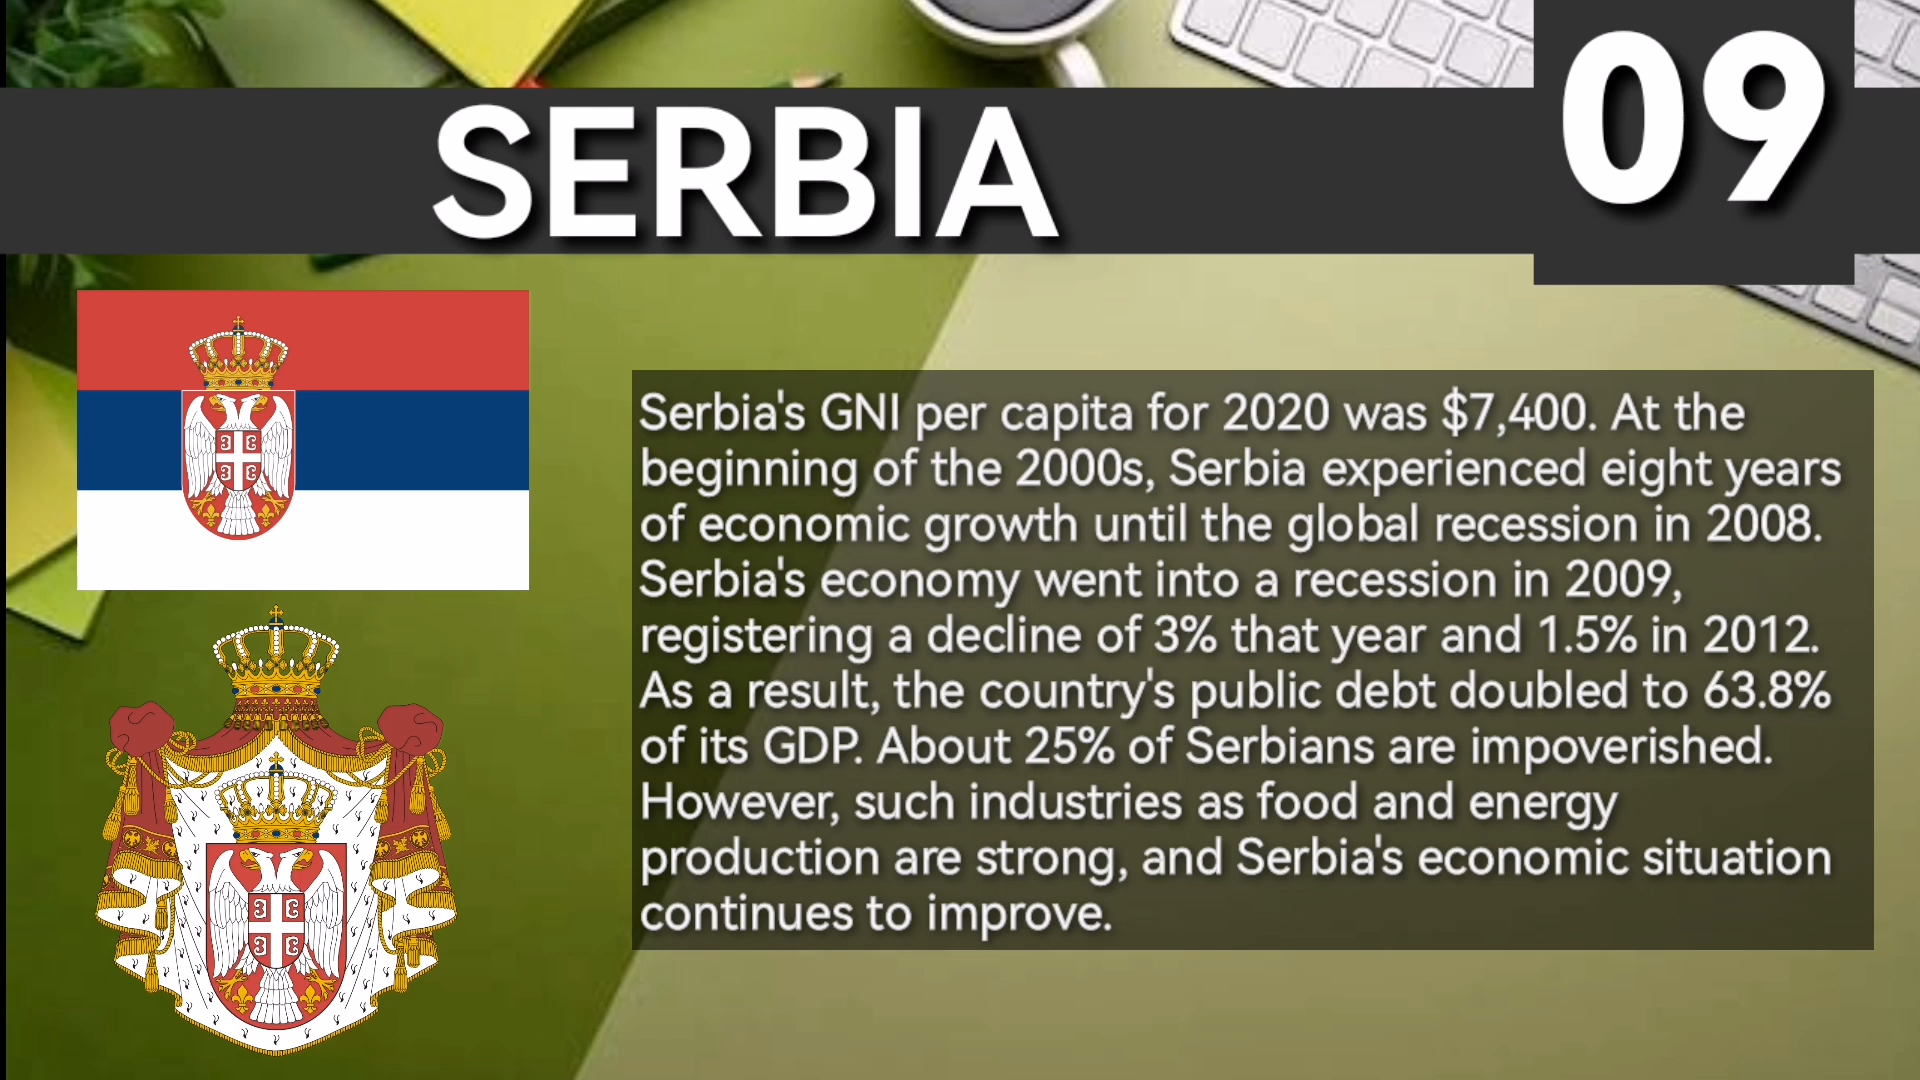 SERBIA
09
Serbia's GNI per capita for 2020 was $7,400. At the
beginning of the 2000s, Serbia experienced eight years
of economic growth until the global recession in 2008.
Serbia's economy went into a recession in 2009,
registering a decline of 3% that year and 1.5% in 2012.
As a result, the country's public debt doubled to 63.8%
of its GDP. About 25% of Serbians are impoverished.
However, such industries as food and energy
production are strong, and Serbia's economic situation
continues to improve.